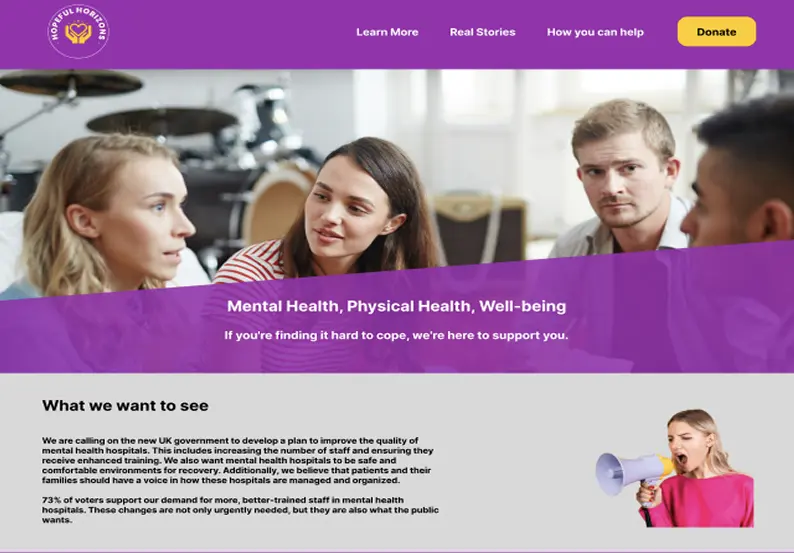 HOPEFUL HORIZONS
Learn More
Real Stories
How you can help
Donate
Mental Health, Physical Health, Well-being
If you're finding it hard to cope, we're here to support you.
What we want to see
We are calling on the new UK government to develop a plan to improve the quality of
mental health hospitals. This includes increasing the number of staff and ensuring they
receive enhanced training. We also want mental health hospitals to be safe and
comfortable environments for recovery. Additionally, we believe that patients and their
families should have a voice in how these hospitals are managed and organized.
73% of voters support our demand for more, better-trained staff in mental health
hospitals. These changes are not only urgently needed, but they are also what the public
wants.